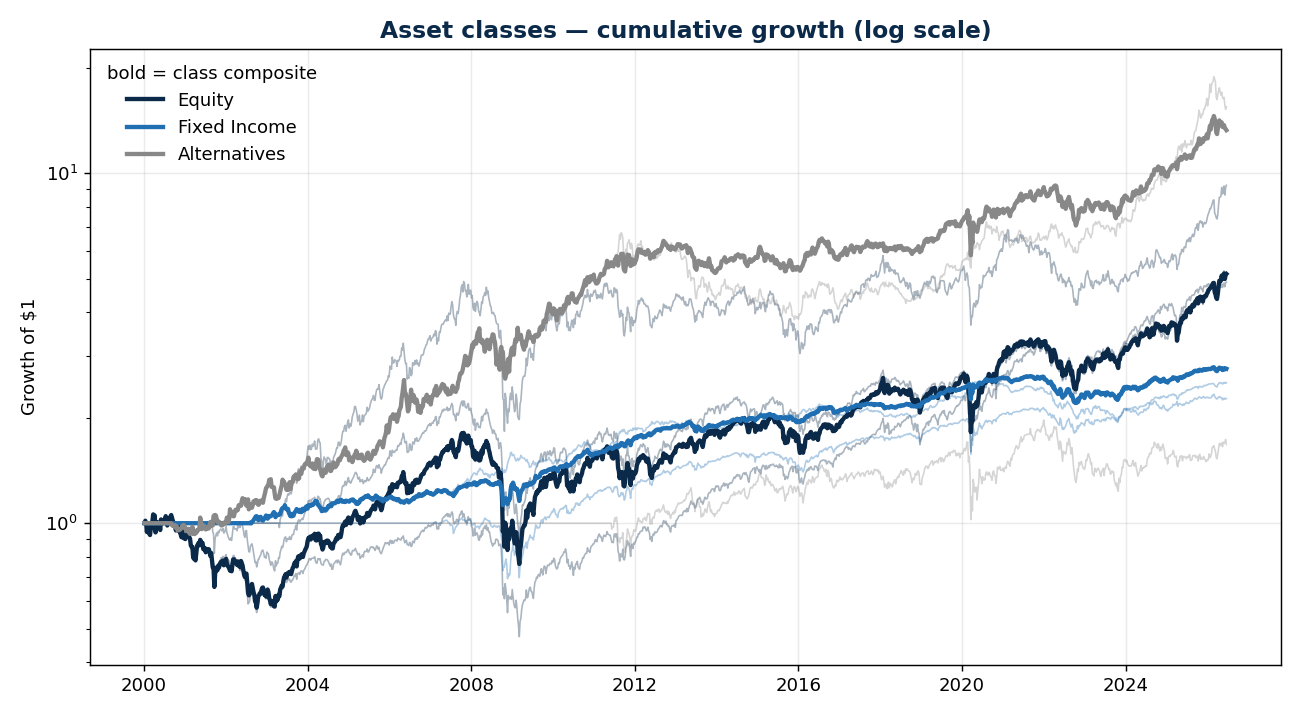 Asset classes — cumulative growth (log scale)
bold = class composite
Equity
Fixed Income
Alternatives
Growth of $1
10¹
10⁰
2000 2004 2008 2012 2016 2020 2024